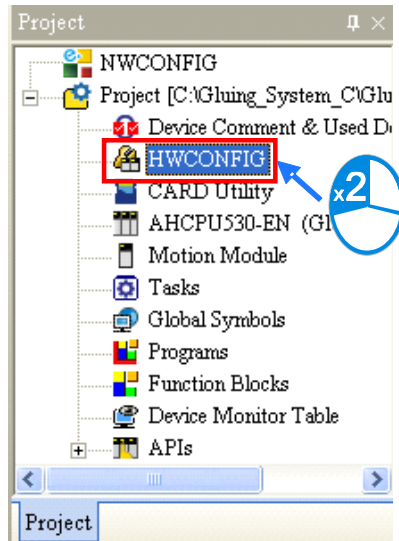 Project
NWCONFIG
Project [C:\Gluing_System_C\Glu
Device Comment & Used D
HWCONFIG
x2
CARD Utility
AHCPU530-EN (Gl
Motion Module
Tasks
Global Symbols
Programs
Function Blocks
Device Monitor Table
APIs
Project